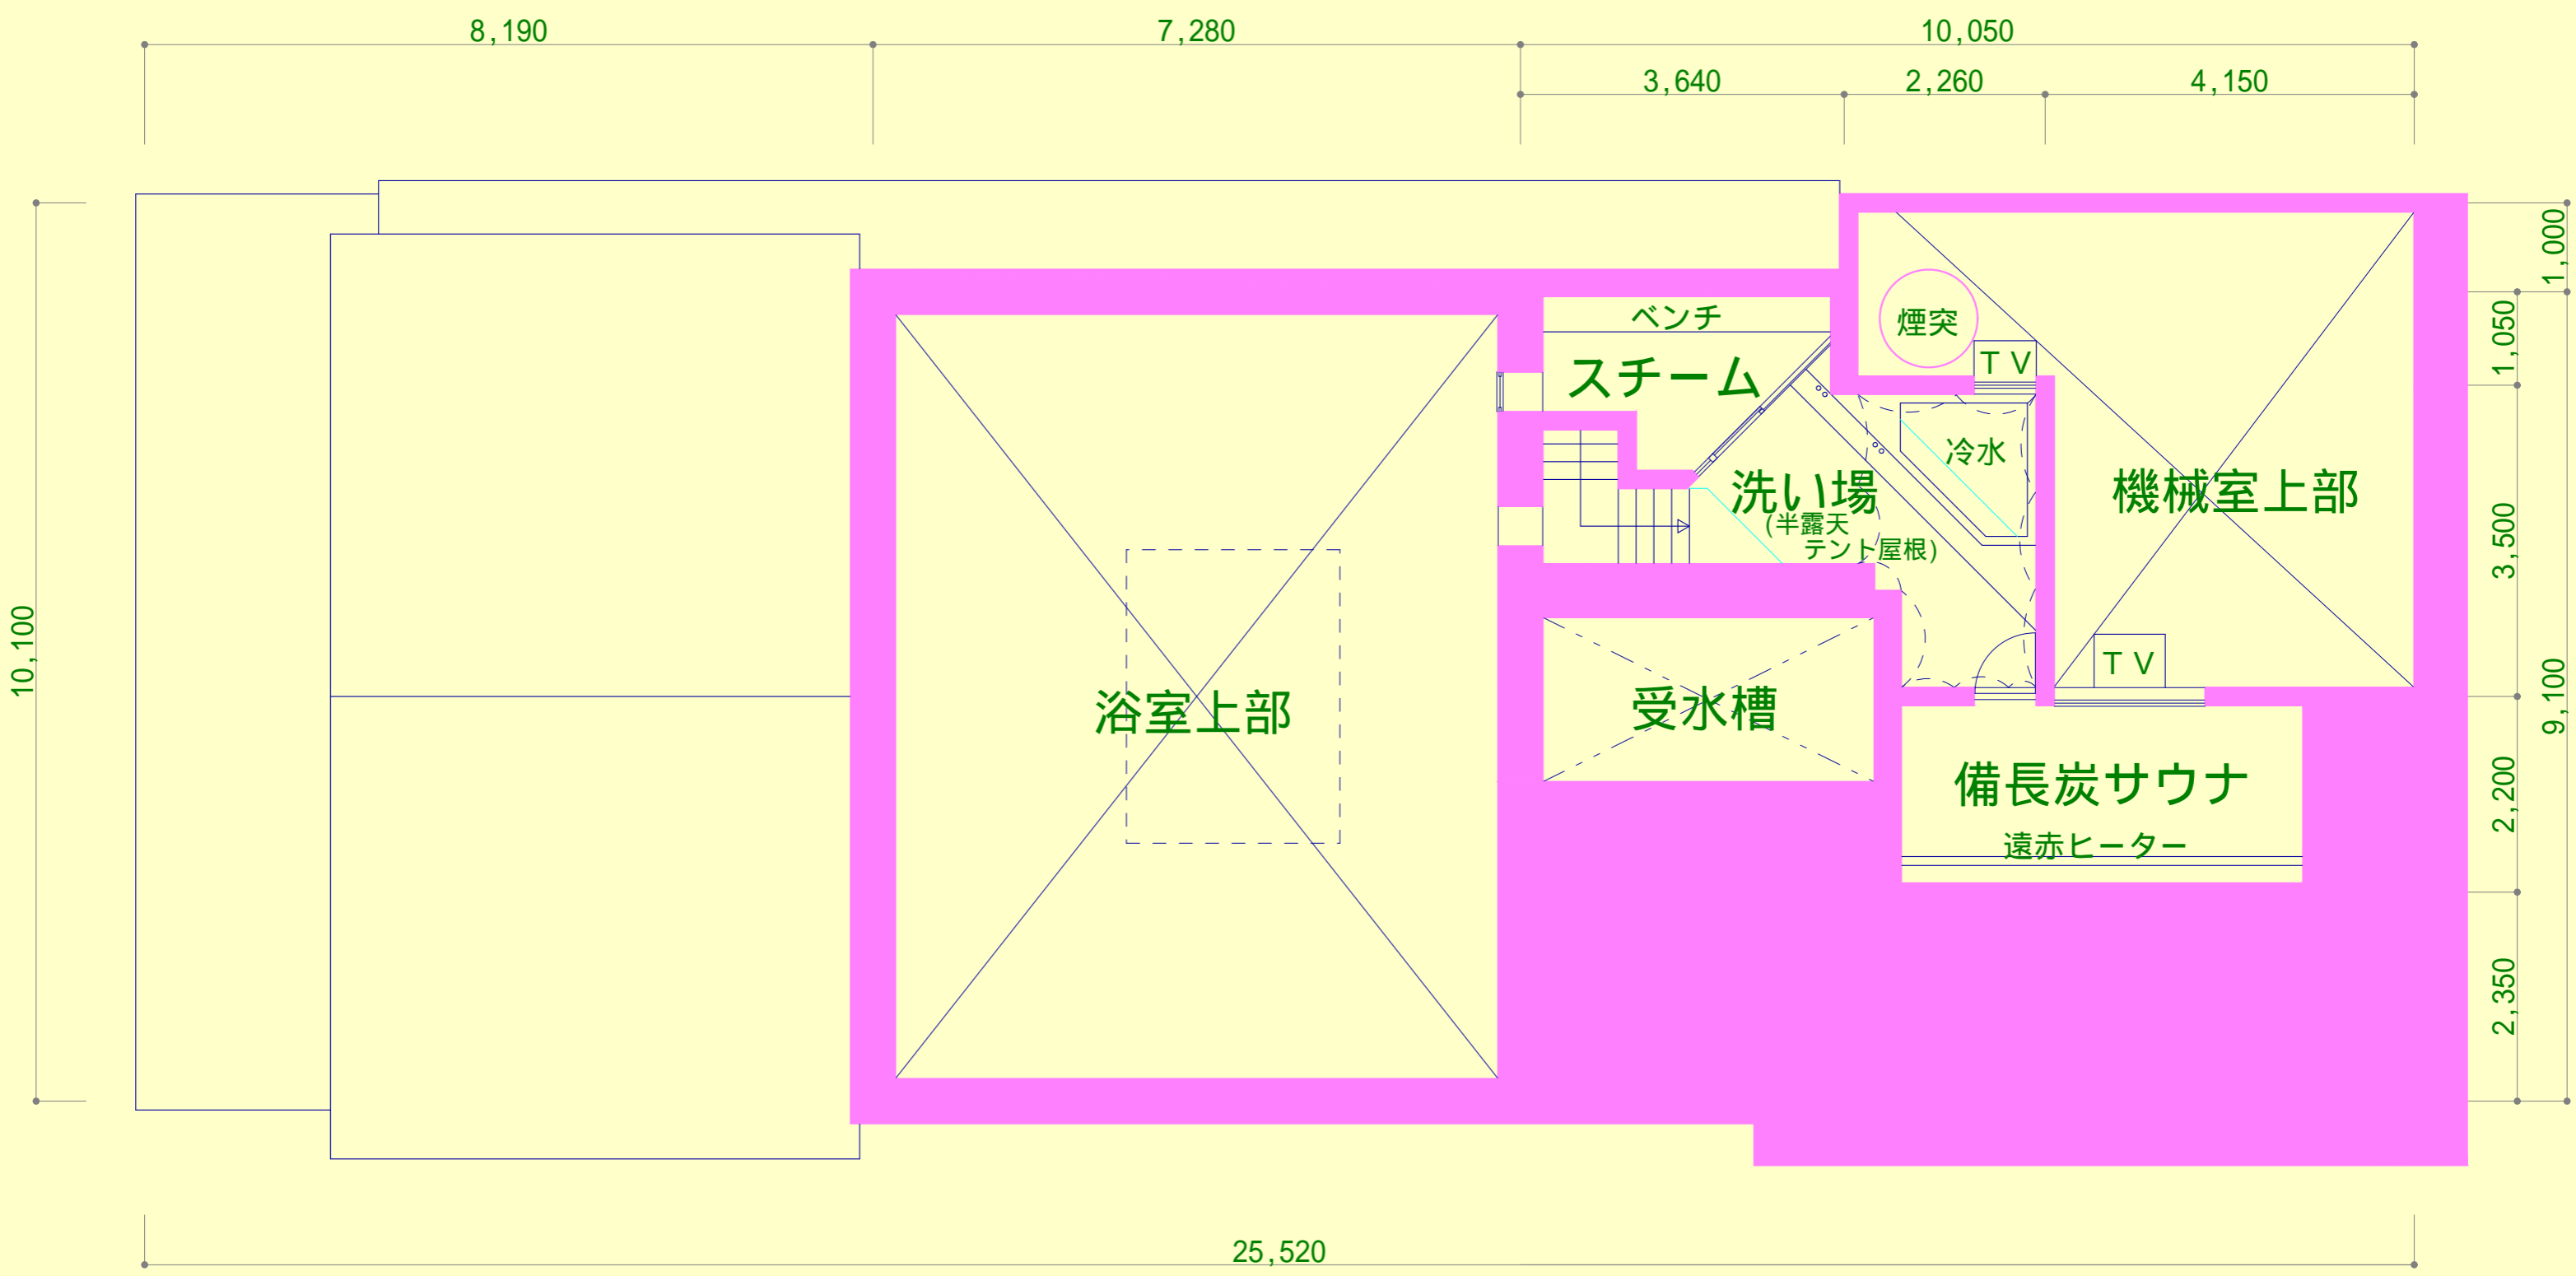 8,190
7,280
10,050
3,640
2,260
4,150
1,000
1,050
3,500
9,100
2,200
2,350
10,100
ベンチ
スチーム
煙突
ＴＶ
冷水
洗い場
(半露天
テント屋根)
機械室上部
ＴＶ
浴室上部
受水槽
備長炭サウナ
遠赤ヒーター
25,520